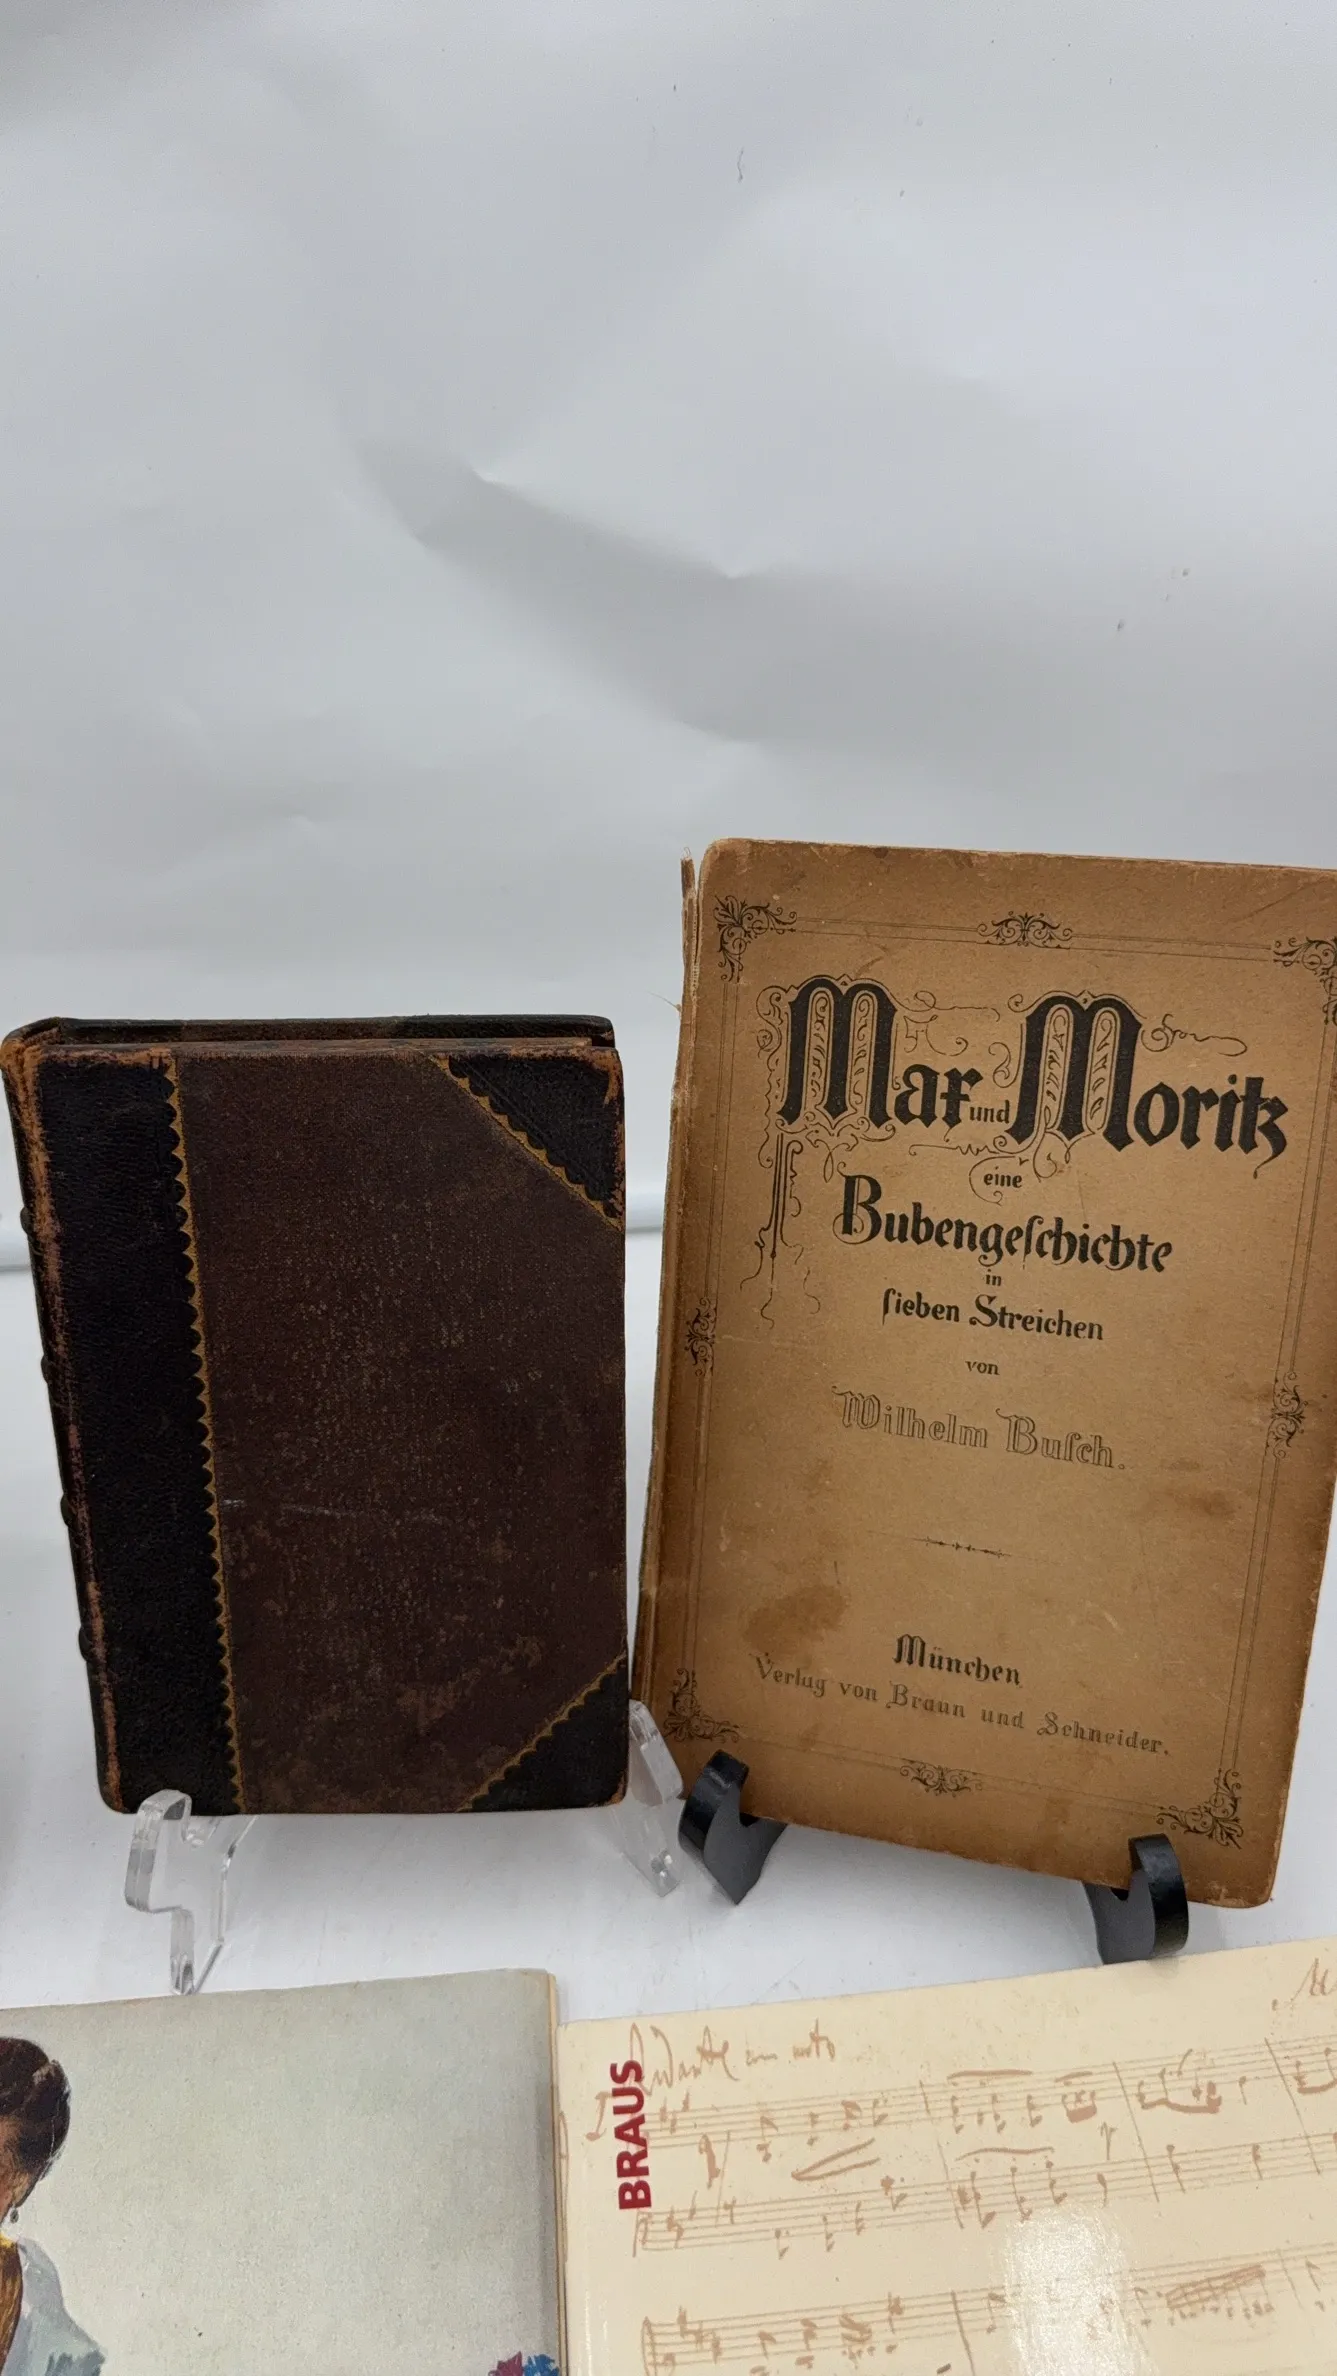 Max und Moritz
eine
Bubengeſchichte
in
ſieben Streichen
von
Wilhelm Buſch.
München
Verlag von Braun und Schneider.
BRAUS